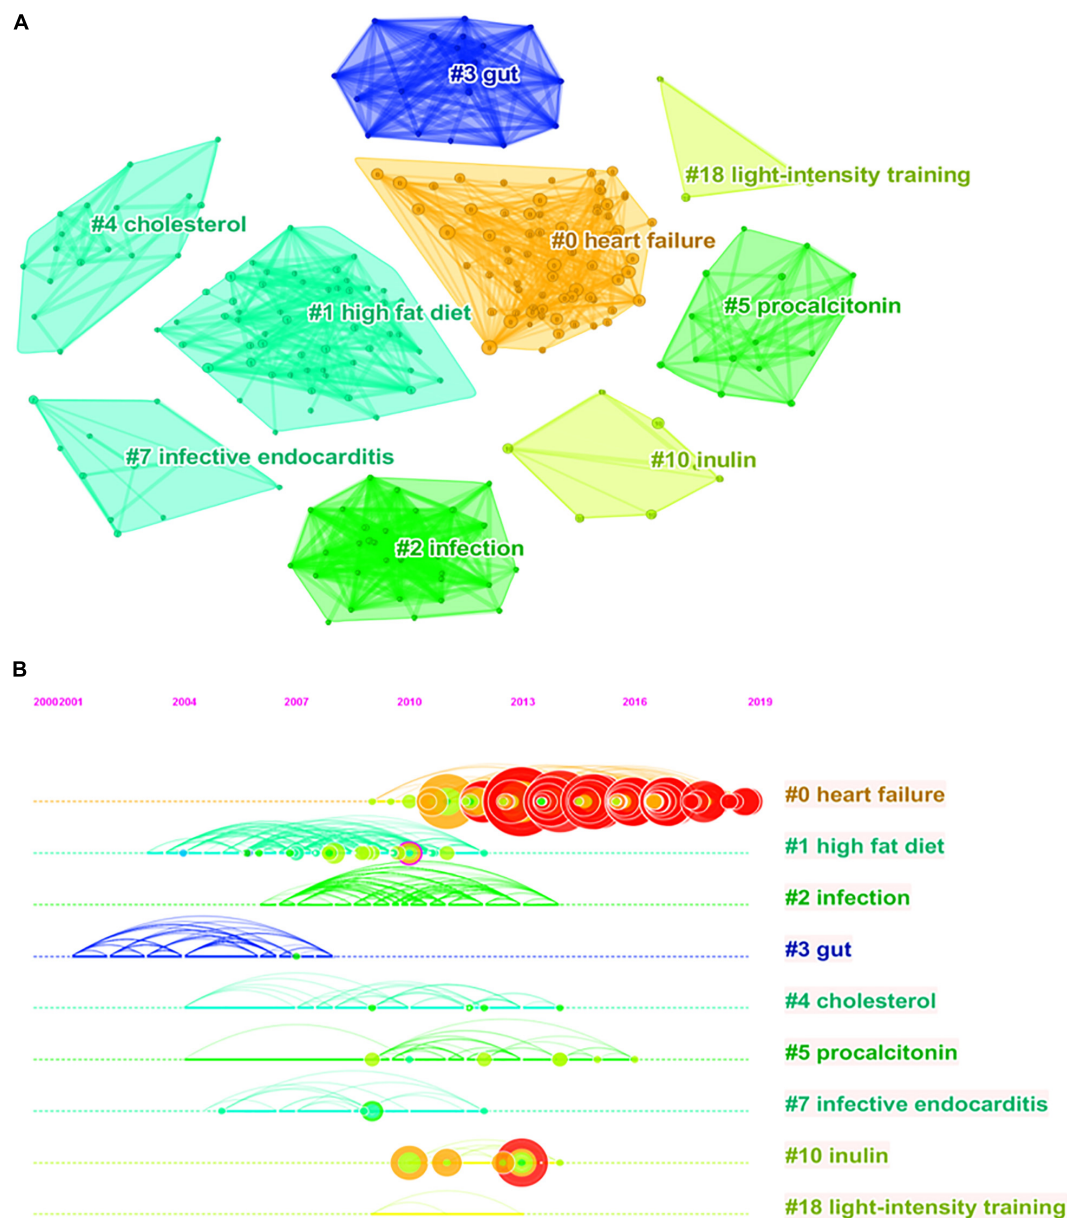 A
#3 gut
#18 light-intensity training
#4 cholesterol
#0 heart failure
#1 high fat diet
#5 procalcitonin
#7 infective endocarditis
#10 inulin
#2 infection
B
2000 2001 2004 2007 2010 2013 2016 2019
#0 heart failure
#1 high fat diet
#2 infection
#3 gut
#4 cholesterol
#5 procalcitonin
#7 infective endocarditis
#10 inulin
#18 light-intensity training